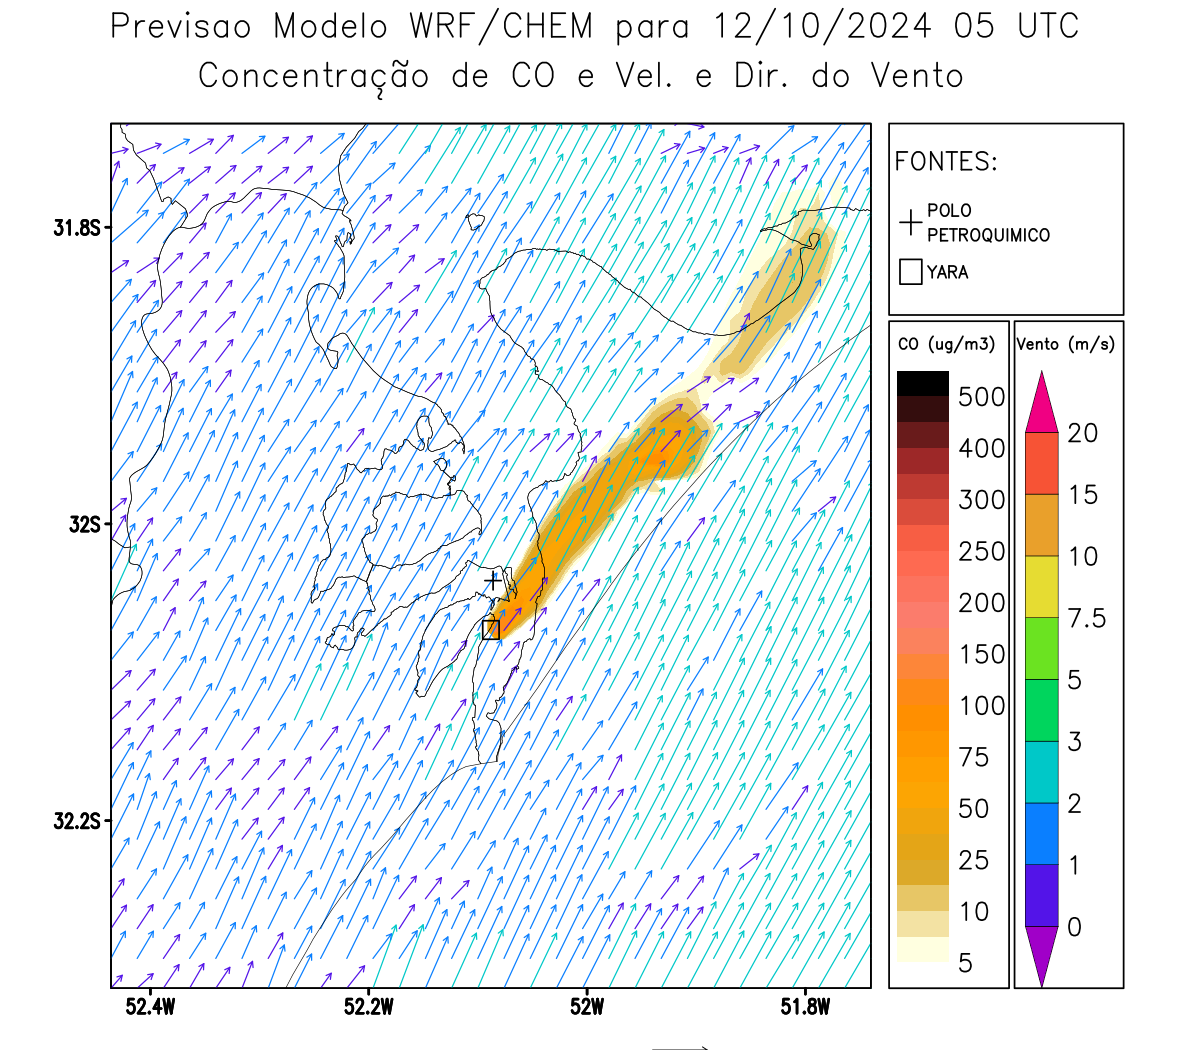 Previsao Modelo WRF/CHEM para 12/10/2024 05 UTC
Concentração de CO e Vel. e Dir. do Vento
FONTES:
POLO
PETROQUIMICO
YARA
31.8S
32S
32.2S
52.4W
52.2W
52W
51.8W
CO (ug/m3)
500
400
300
250
200
150
100
75
50
25
10
5
Vento (m/s)
20
15
10
7.5
5
3
2
1
0